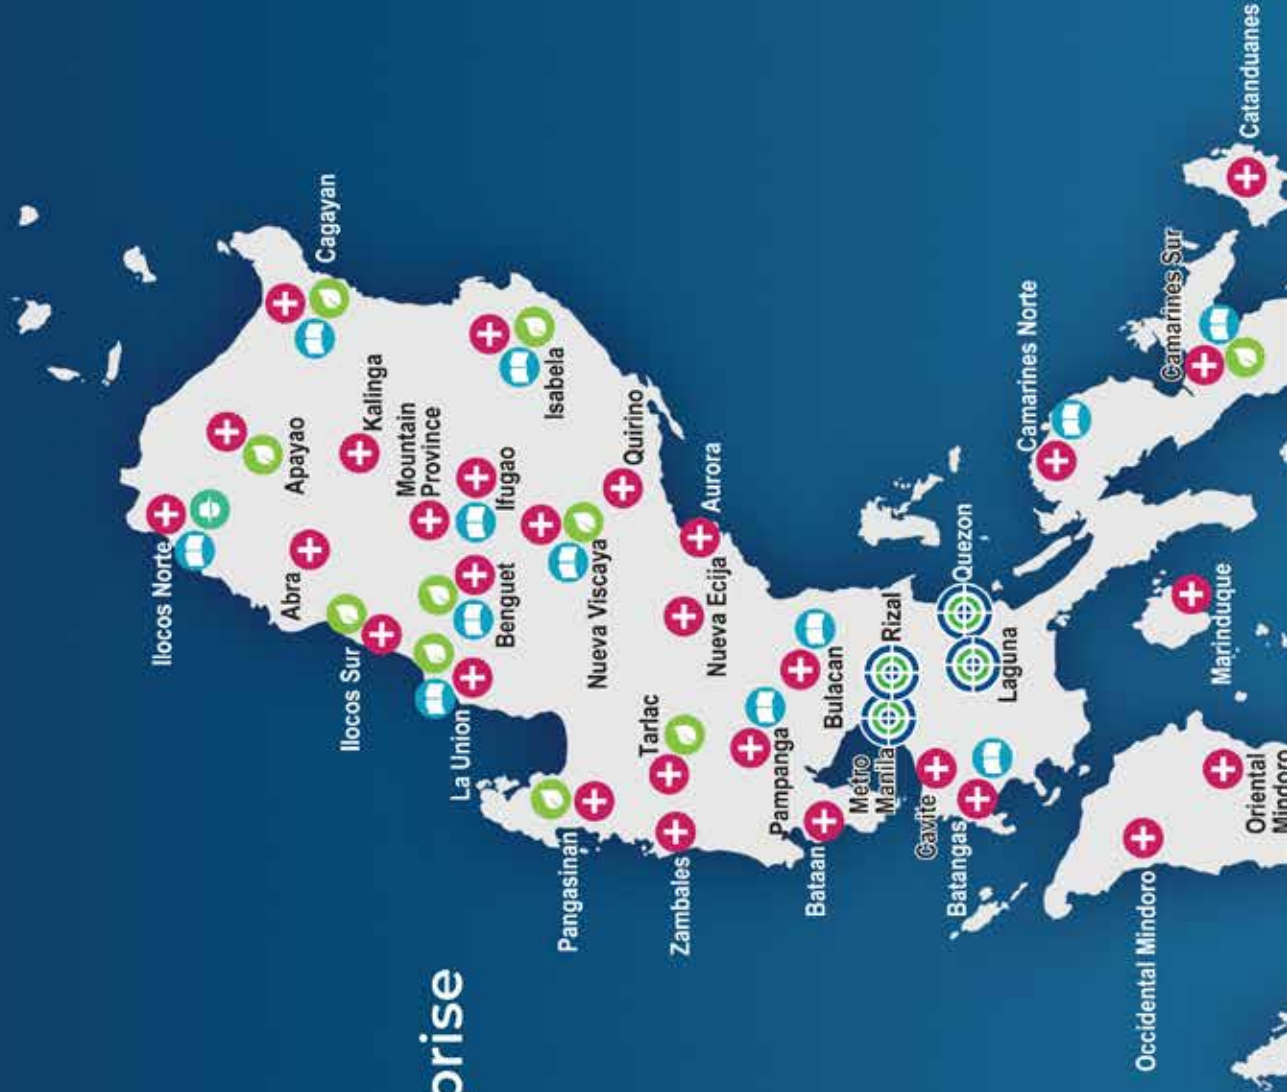 Ilocos Norte
Apayao
Cagayan
Abra
Kalinga
Ilocos Sur
Mountain
Province
La Union
Benguet
Ifugao
Isabela
Pangasinan
Nueva Viscaya
Quirino
Zambales
Tarlac
Nueva Ecija
Aurora
Pampanga
Bataan
Bulacan
Metro
Manila
Rizal
Cavite
Batangas
Laguna
Quezon
Camarines Norte
Camarines Sur
Catanduanes
Occidental Mindoro
Marinduque
Oriental
Mindoro